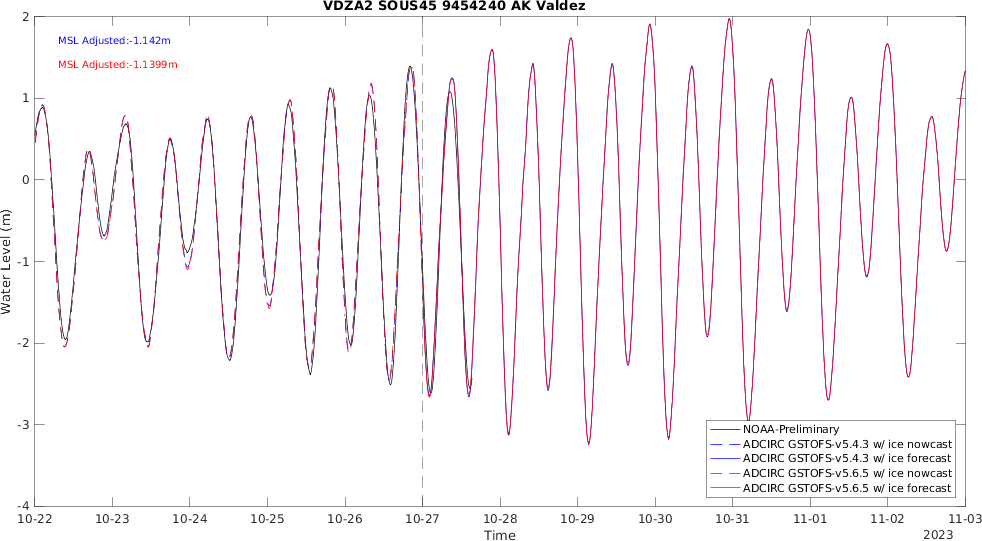 VDZA2 SOUS45 9454240 AK Valdez
MSL Adjusted:-1.142m
MSL Adjusted:-1.1399m
Water Level (m)
2
1
0
-1
-2
-3
-4
NOAA-Preliminary
ADCIRC GSTOFS-v5.4.3 w/ ice nowcast
ADCIRC GSTOFS-v5.4.3 w/ ice forecast
ADCIRC GSTOFS-v5.6.5 w/ ice nowcast
ADCIRC GSTOFS-v5.6.5 w/ ice forecast
10-22 10-23 10-24 10-25 10-26 10-27 10-28 10-29 10-30 10-31 11-01 11-02 11-03
Time
2023